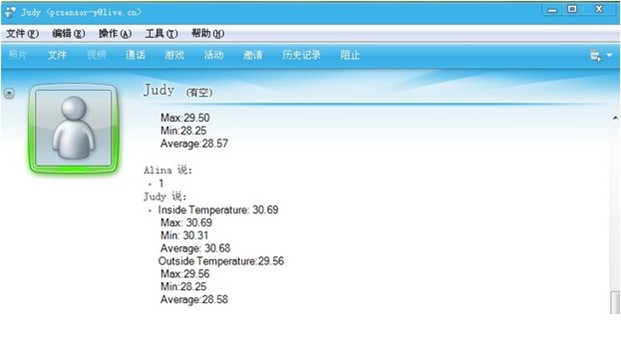 Judy <pcsensor-y@live.cn>
文件(F) 编辑(E) 操作(A) 工具(T) 帮助(H)
照片 文件 视频 通话 游戏 活动 邀请 历史记录 阻止
Judy (有空)
Max:29.50
Min:28.25
Average:28.57
Alina 说:
1
Judy 说:
Inside Temperature: 30.69
Max: 30.69
Min: 30.31
Average: 30.68
Outside Temperature:29.56
Max:29.56
Min:28.25
Average:28.58